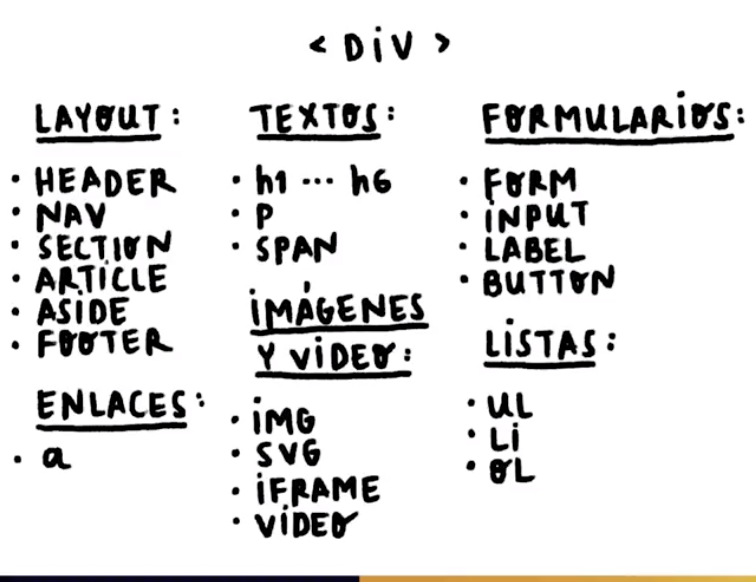 < DiV >
LAYOUT:
· HEADER
· NAV
· SECTION
· ARTiCLE
· ASiDE
· FOOTER
ENLACES:
· a
TEXTOS:
· h1 ... h6
· P
· SPAN
iMÁGENES
Y ViDEO:
· iMG
· SVG
· iFRAME
· ViDEO
FORMULARiOS:
· FORM
· iNPUT
· LABEL
· BUTTON
LiSTAS:
· UL
· Li
· OL